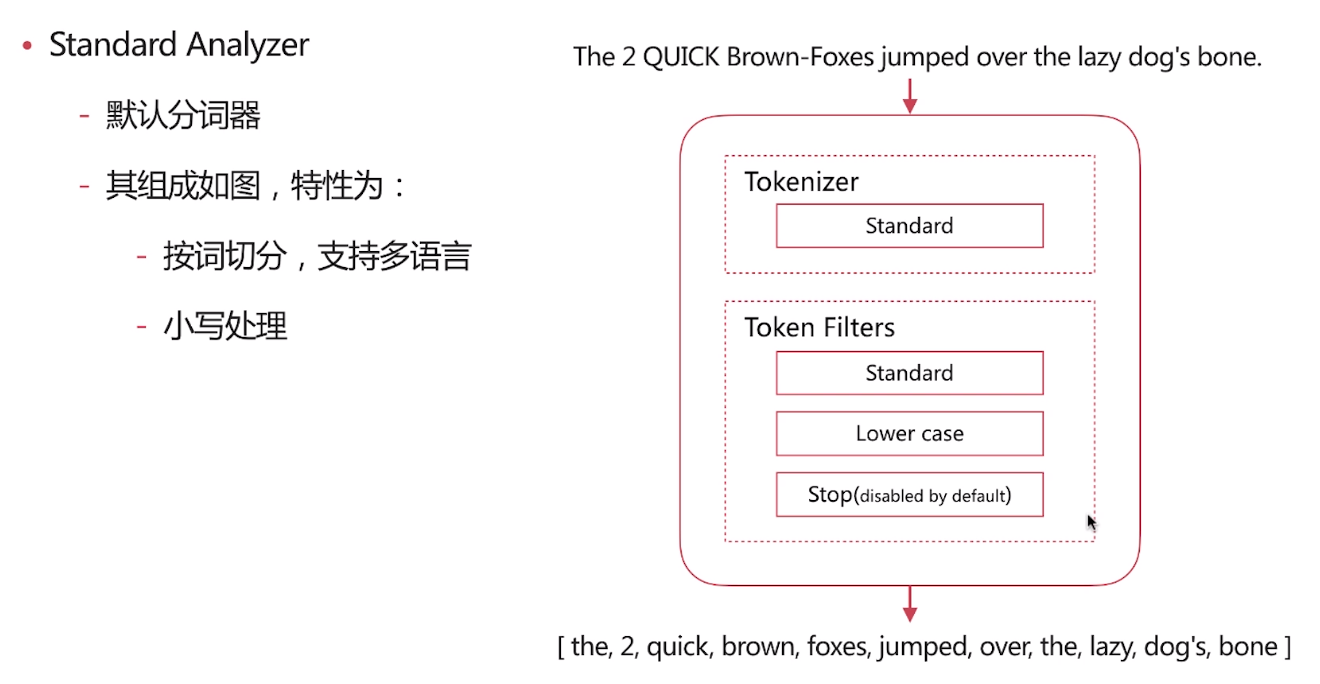 • Standard Analyzer
- 默认分词器
- 其组成如图，特性为：
- 按词切分，支持多语言
- 小写处理
The 2 QUICK Brown-Foxes jumped over the lazy dog's bone.
Tokenizer
Standard
Token Filters
Standard
Lower case
Stop(disabled by default)
[ the, 2, quick, brown, foxes, jumped, over, the, lazy, dog's, bone ]